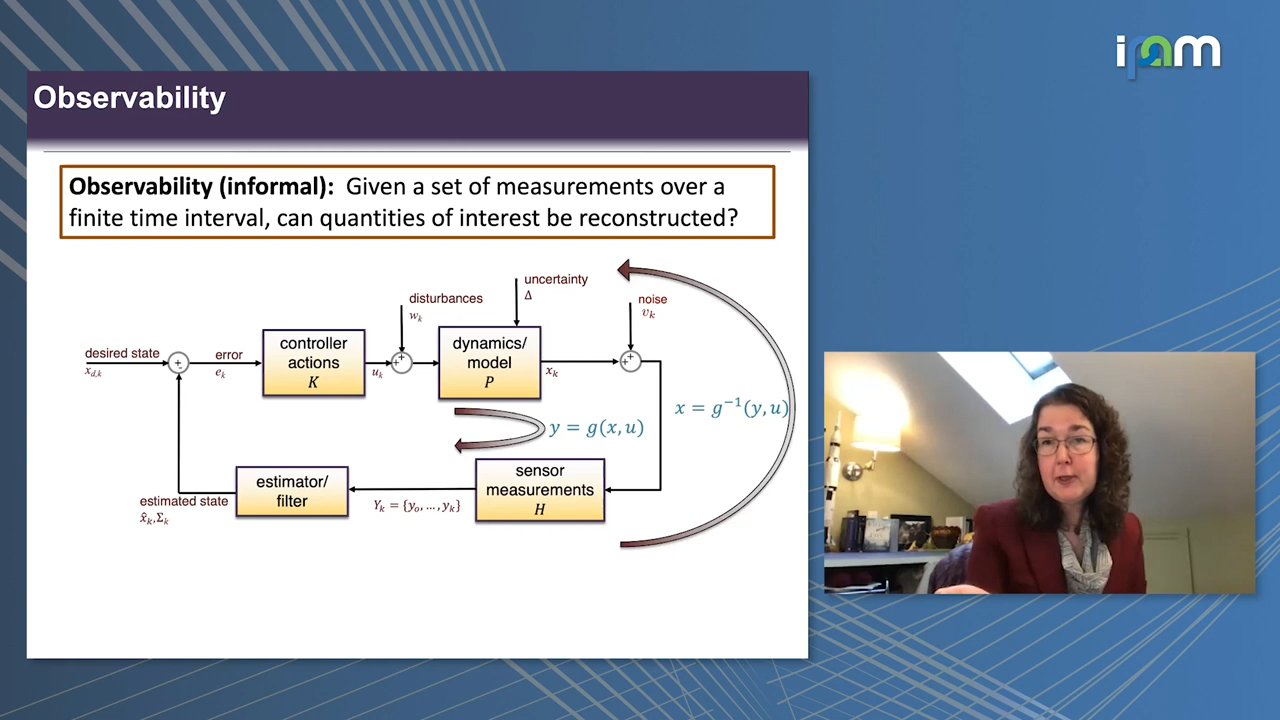 ipam
Observability
Observability (informal): Given a set of measurements over a
finite time interval, can quantities of interest be reconstructed?
uncertainty
Δ
disturbances
w_k
noise
v_k
desired state
x_{d,k}
+
-
error
e_k
controller
actions
K
u_k
+
+
dynamics/
model
P
x_k
+
+
x = g⁻¹(y, u)
y = g(x, u)
sensor
measurements
H
estimator/
filter
Y_k = {y_o, ..., y_k}
estimated state
x̂_k, Σ_k